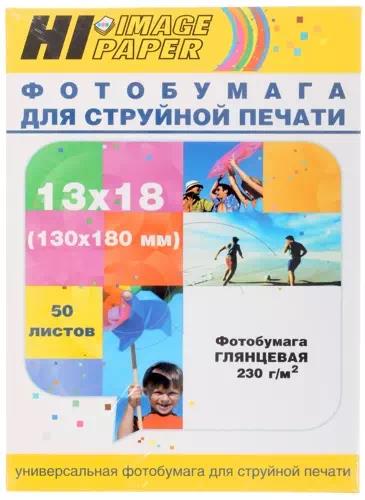 HI-IMAGE
PAPER
ФОТОБУМАГА
ДЛЯ СТРУЙНОЙ ПЕЧАТИ
13x18
(130x180 мм)
50
листов
Фотобумага
ГЛЯНЦЕВАЯ
230 г/м²
универсальная фотобумага для струйной печати